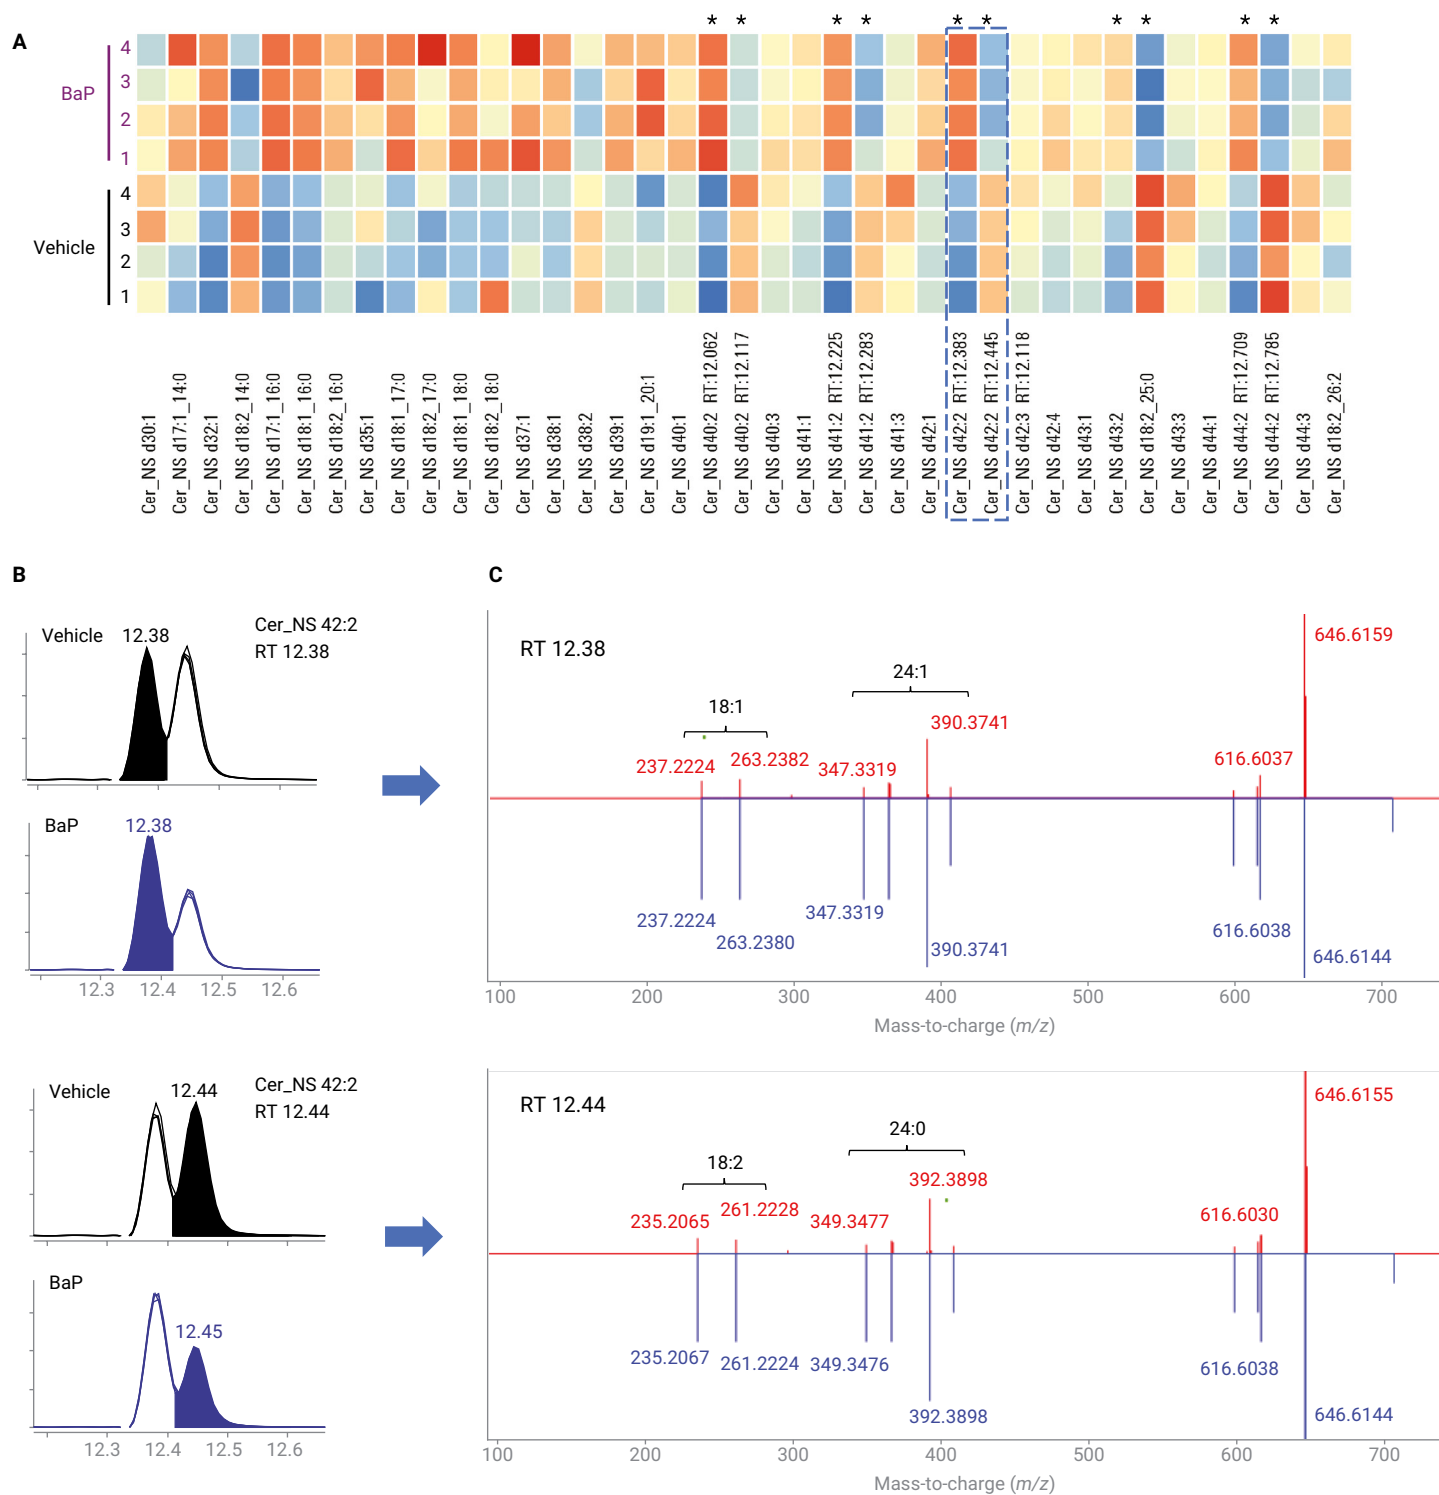 A
* * * * * * * * * *
BaP
4
3
2
1
Vehicle
4
3
2
1
Cer_NS d30:1
Cer_NS d17:1_14:0
Cer_NS d32:1
Cer_NS d18:2_14:0
Cer_NS d17:1_16:0
Cer_NS d18:1_16:0
Cer_NS d18:2_16:0
Cer_NS d35:1
Cer_NS d18:1_17:0
Cer_NS d18:2_17:0
Cer_NS d18:1_18:0
Cer_NS d18:2_18:0
Cer_NS d37:1
Cer_NS d38:1
Cer_NS d38:2
Cer_NS d39:1
Cer_NS d19:1_20:1
Cer_NS d40:1
Cer_NS d40:2 RT:12.062
Cer_NS d40:2 RT:12.117
Cer_NS d40:3
Cer_NS d41:1
Cer_NS d41:2 RT:12.225
Cer_NS d41:2 RT:12.283
Cer_NS d41:3
Cer_NS d42:1
Cer_NS d42:2 RT:12.383
Cer_NS d42:2 RT:12.445
Cer_NS d42:3 RT:12.118
Cer_NS d42:4
Cer_NS d43:1
Cer_NS d43:2
Cer_NS d18:2_25:0
Cer_NS d43:3
Cer_NS d44:1
Cer_NS d44:2 RT:12.709
Cer_NS d44:2 RT:12.785
Cer_NS d44:3
Cer_NS d18:2_26:2
B
Vehicle
12.38
Cer_NS 42:2
RT 12.38
BaP
12.38
12.3 12.4 12.5 12.6
Vehicle
12.44
Cer_NS 42:2
RT 12.44
BaP
12.45
12.3 12.4 12.5 12.6
C
RT 12.38
646.6159
24:1
18:1
390.3741
237.2224
263.2382
347.3319
616.6037
237.2224
263.2380
347.3319
390.3741
616.6038
646.6144
100 200 300 400 500 600 700
Mass-to-charge (m/z)
RT 12.44
646.6155
24:0
18:2
392.3898
235.2065
261.2228
349.3477
616.6030
235.2067
261.2224
349.3476
616.6038
392.3898
646.6144
100 200 300 400 500 600 700
Mass-to-charge (m/z)